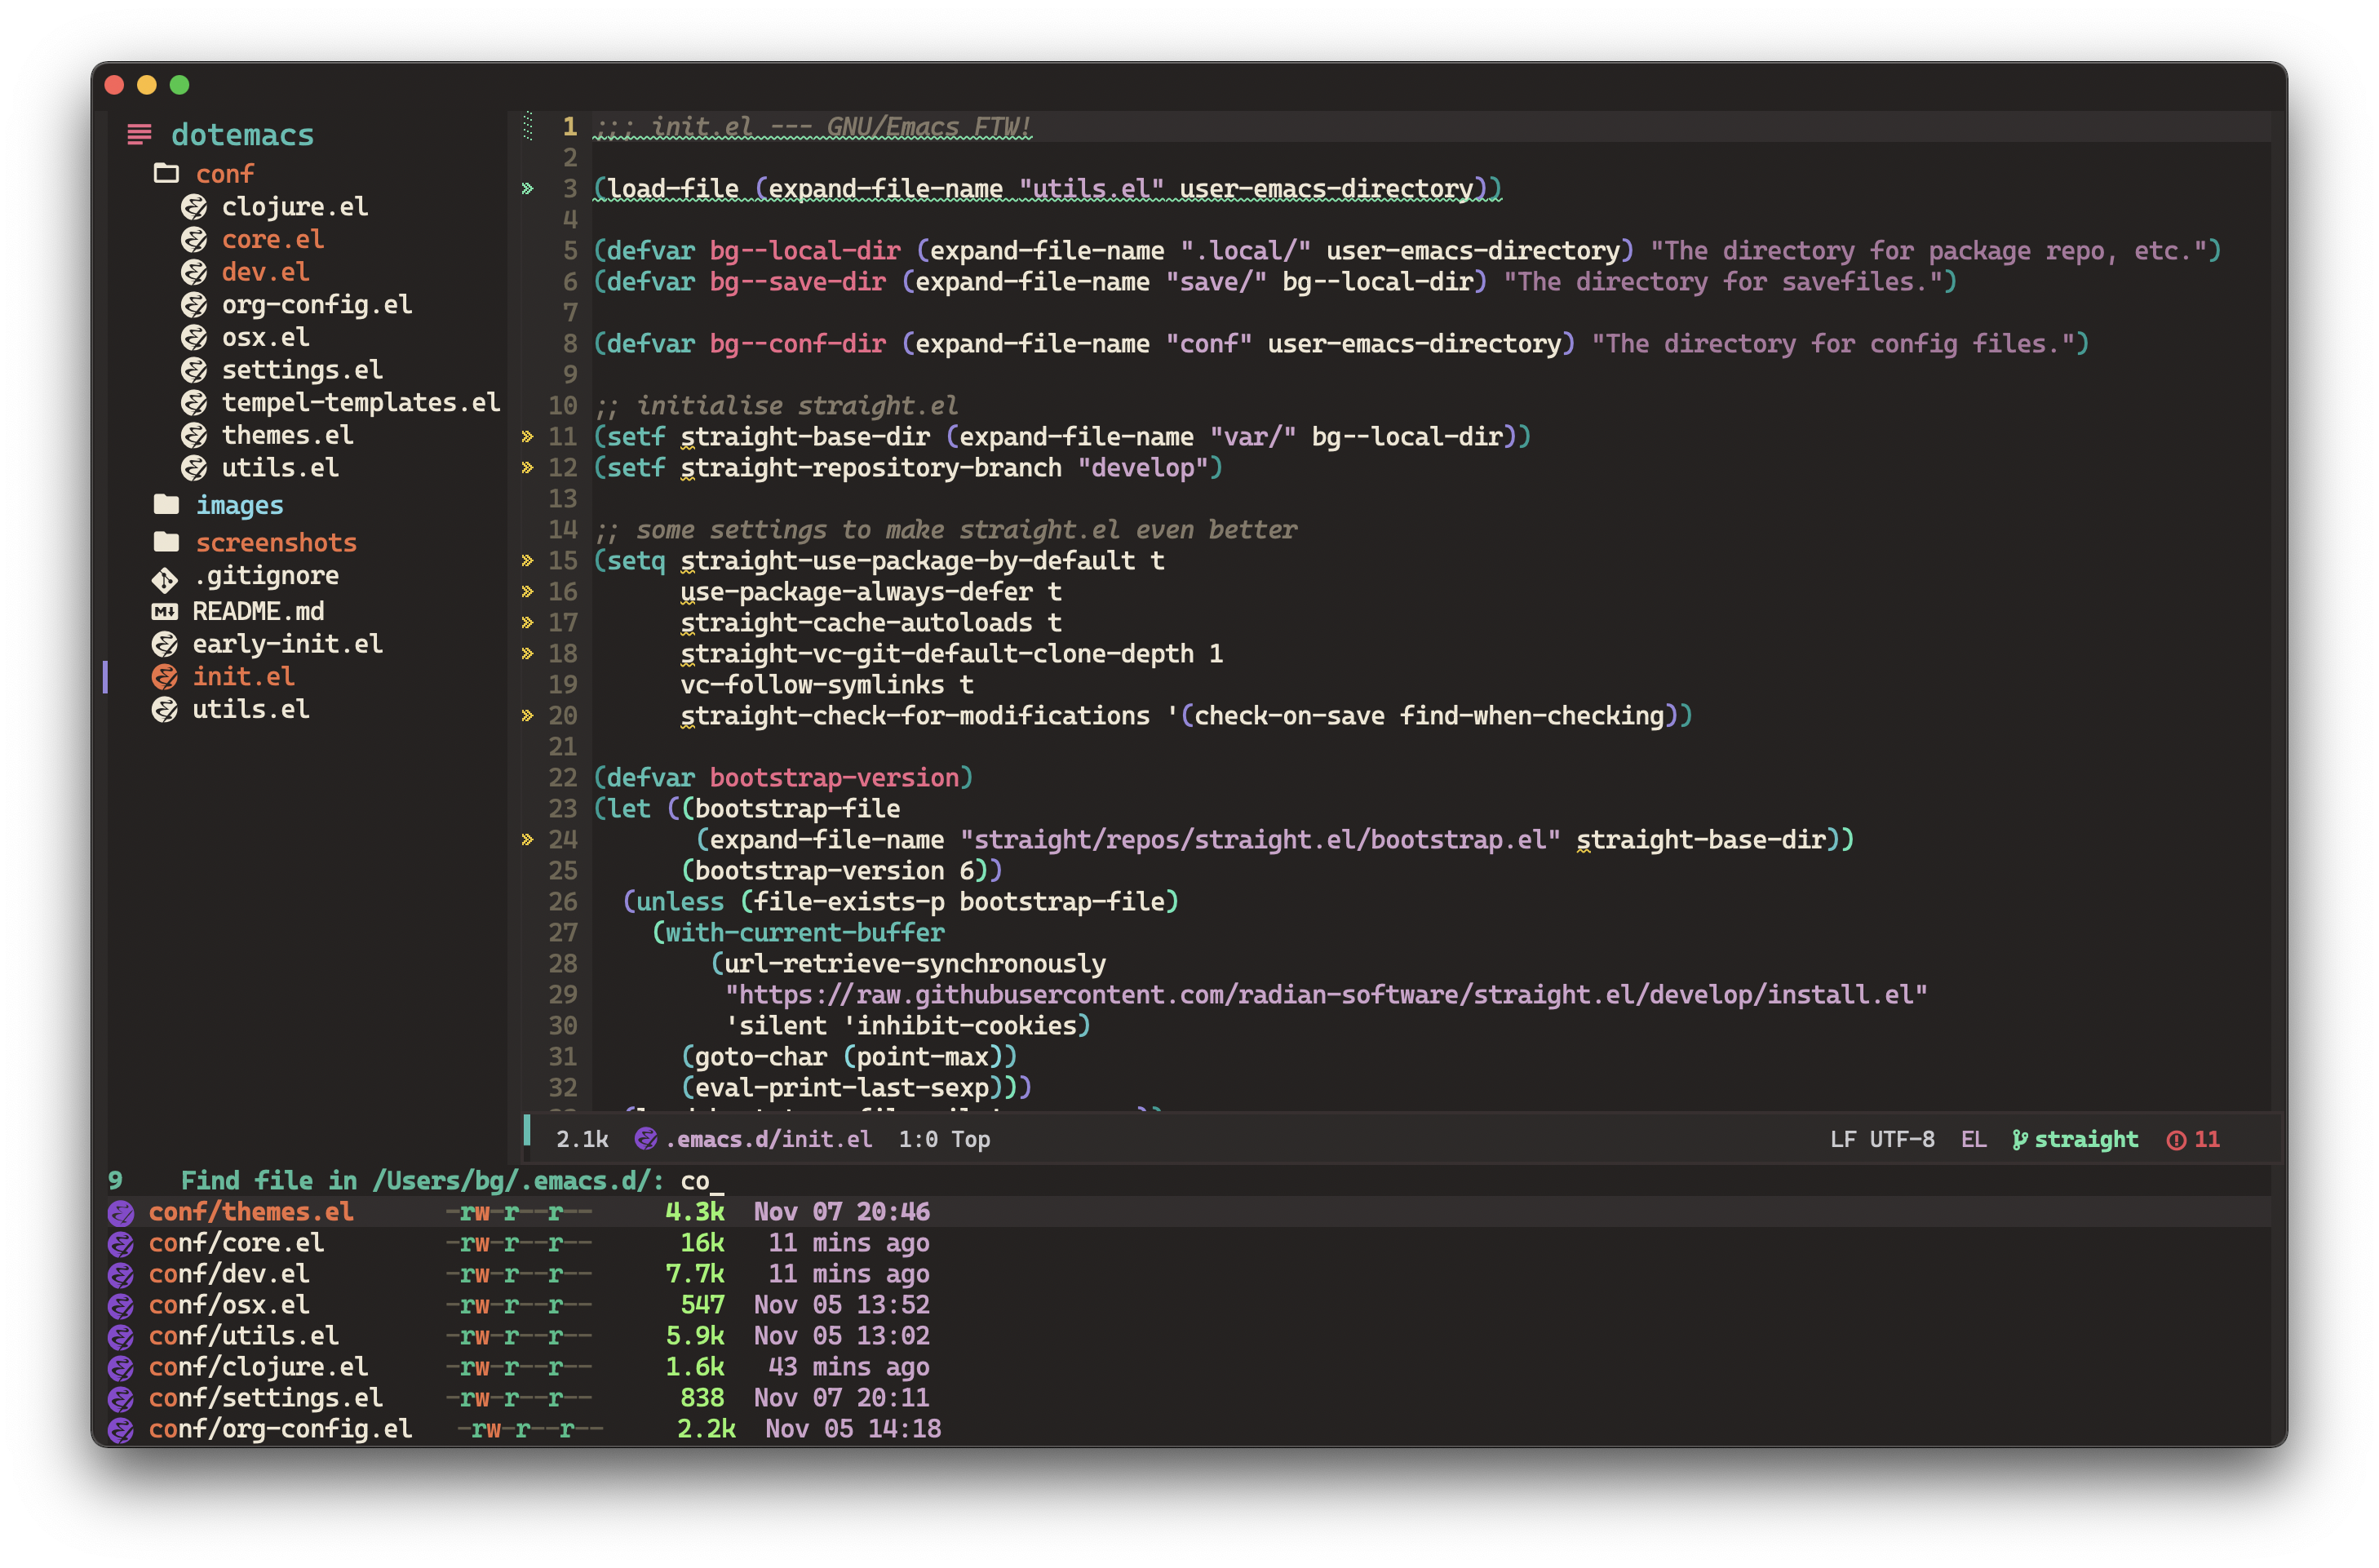 dotemacs
conf
clojure.el
core.el
dev.el
org-config.el
osx.el
settings.el
tempel-templates.el
themes.el
utils.el
images
screenshots
.gitignore
README.md
early-init.el
init.el
utils.el
1 ;;; init.el --- GNU/Emacs FTW!
2
3 (load-file (expand-file-name "utils.el" user-emacs-directory))
4
5 (defvar bg--local-dir (expand-file-name ".local/" user-emacs-directory) "The directory for package repo, etc.")
6 (defvar bg--save-dir (expand-file-name "save/" bg--local-dir) "The directory for savefiles.")
7
8 (defvar bg--conf-dir (expand-file-name "conf" user-emacs-directory) "The directory for config files.")
9
10 ;; initialise straight.el
11 (setf straight-base-dir (expand-file-name "var/" bg--local-dir))
12 (setf straight-repository-branch "develop")
13
14 ;; some settings to make straight.el even better
15 (setq straight-use-package-by-default t
16       use-package-always-defer t
17       straight-cache-autoloads t
18       straight-vc-git-default-clone-depth 1
19       vc-follow-symlinks t
20       straight-check-for-modifications '(check-on-save find-when-checking))
21
22 (defvar bootstrap-version)
23 (let ((bootstrap-file
24        (expand-file-name "straight/repos/straight.el/bootstrap.el" straight-base-dir))
25       (bootstrap-version 6))
26   (unless (file-exists-p bootstrap-file)
27     (with-current-buffer
28         (url-retrieve-synchronously
29          "https://raw.githubusercontent.com/radian-software/straight.el/develop/install.el"
30          'silent 'inhibit-cookies)
31       (goto-char (point-max))
32       (eval-print-last-sexp)))
2.1k .emacs.d/init.el 1:0 Top LF UTF-8 EL straight 11
9 Find file in /Users/bg/.emacs.d/: co
conf/themes.el -rw-r--r-- 4.3k Nov 07 20:46
conf/core.el -rw-r--r-- 16k 11 mins ago
conf/dev.el -rw-r--r-- 7.7k 11 mins ago
conf/osx.el -rw-r--r-- 547 Nov 05 13:52
conf/utils.el -rw-r--r-- 5.9k Nov 05 13:02
conf/clojure.el -rw-r--r-- 1.6k 43 mins ago
conf/settings.el -rw-r--r-- 838 Nov 07 20:11
conf/org-config.el -rw-r--r-- 2.2k Nov 05 14:18